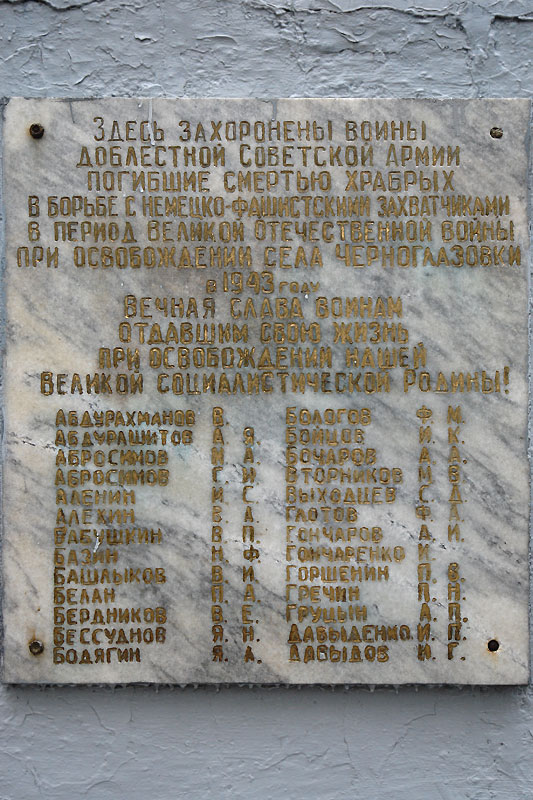 Здесь захоронены воины
доблестной Советской Армии
погибшие смертью храбрых
в борьбе с немецко-фашистскими захватчиками
в период Великой Отечественной войны
при освобождении села Черноглазовки
в 1943 году
Вечная слава воинам
отдавшим свою жизнь
при освобождении нашей
Великой социалистической Родины!
Абдурахманов В.
Абдурашитов А. Я.
Абросимов Н А.
Абросимов Г И.
Аленин И. С.
Алехин В А.
Бабушкин В П.
Базин Н. Ф
Башлыков В И.
Белан П А.
Бердников В Е.
Бессуднов Я. Н.
Бодягин Я. А.
Бологов Ф И.
Бойцов И. К.
Бочаров А. А.
Вторников Н В.
Выходцев С Д.
Глотов Ф А.
Гончаров А. И.
Гончаренко И
Горшенин П.
Гречин П. Н.
Груцын А. П.
Давыденко И. П.
Давыдов И. Г.